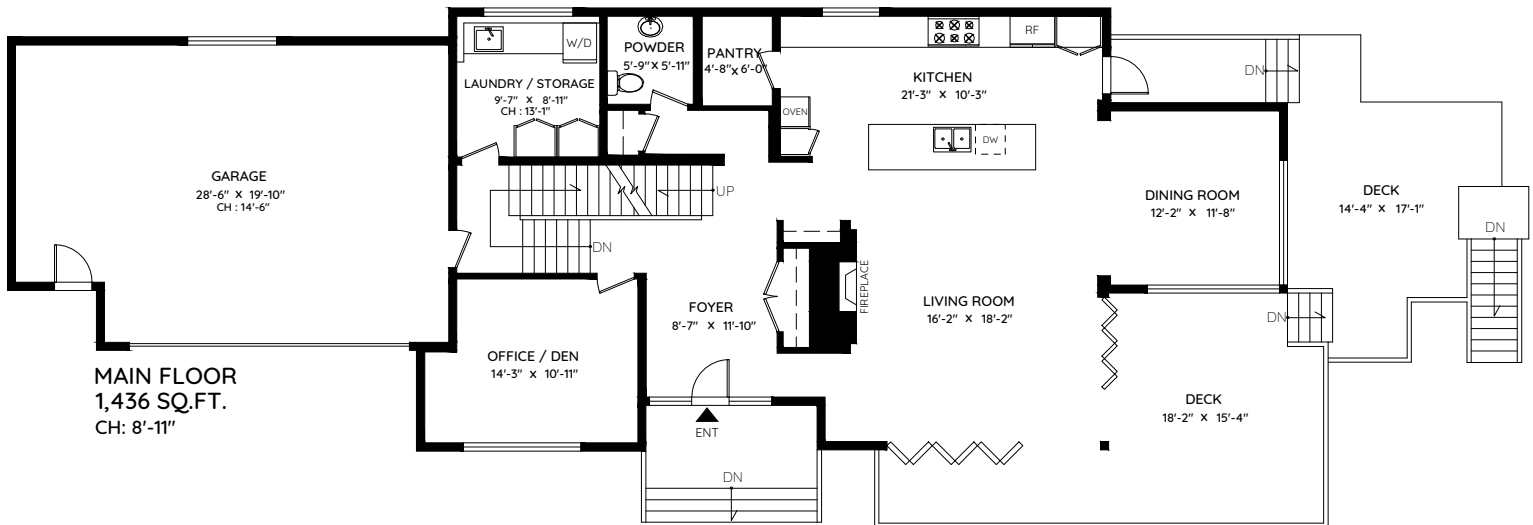 GARAGE
28'-6" x 19'-10"
CH : 14'-6"
MAIN FLOOR
1,436 SQ.FT.
CH: 8'-11"
W/D
LAUNDRY / STORAGE
9'-7" x 8'-11"
CH : 13'-1"
POWDER
5'-9" x 5'-11"
PANTRY
4'-8" x 6'-0"
OVEN
RF
KITCHEN
21'-3" x 10'-3"
DW
UP
DN
OFFICE / DEN
14'-3" x 10'-11"
FOYER
8'-7" x 11'-10"
ENT
DN
FIREPLACE
LIVING ROOM
16'-2" x 18'-2"
DINING ROOM
12'-2" x 11'-8"
DN
DECK
14'-4" x 17'-1"
DN
DN
DECK
18'-2" x 15'-4"